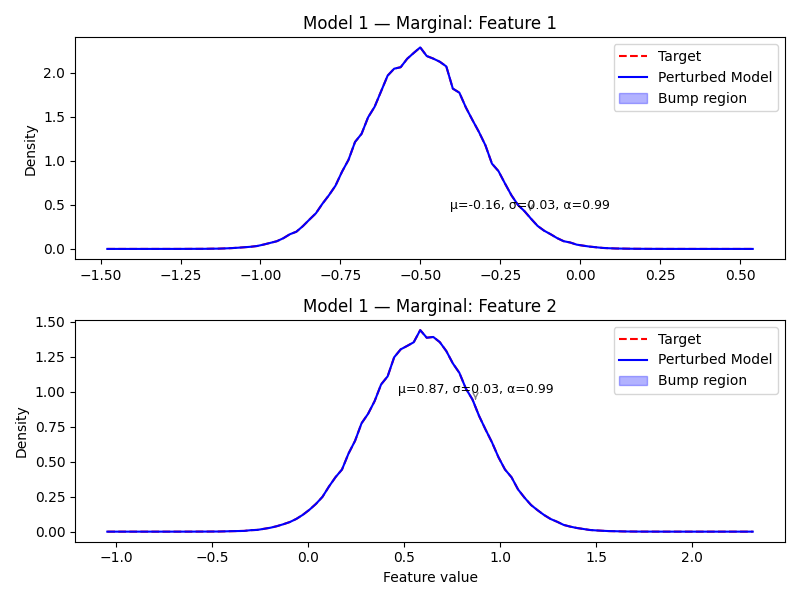 Model 1 — Marginal: Feature 1
Target
Perturbed Model
Bump region
Density
2.0
1.5
1.0
0.5
0.0
μ=-0.16, σ=0.03, α=0.99
−1.50 −1.25 −1.00 −0.75 −0.50 −0.25 0.00 0.25 0.50
Model 1 — Marginal: Feature 2
Target
Perturbed Model
Bump region
Density
1.50
1.25
1.00
0.75
0.50
0.25
0.00
μ=0.87, σ=0.03, α=0.99
−1.0 −0.5 0.0 0.5 1.0 1.5 2.0
Feature value